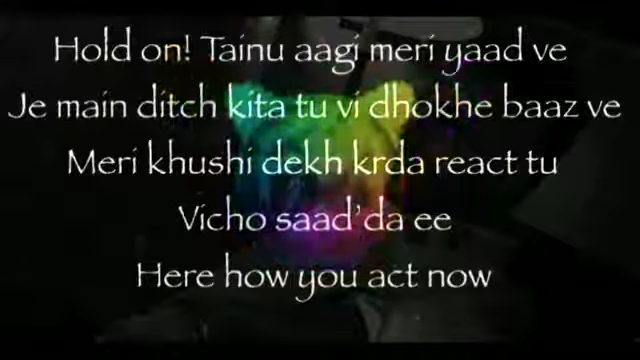 Hold on! Tainu aagi meri yaad ve
Je main ditch kita tu vi dhokhe baaz ve
Meri khushi dekh krda react tu
Vicho saad'da ee
Here how you act now